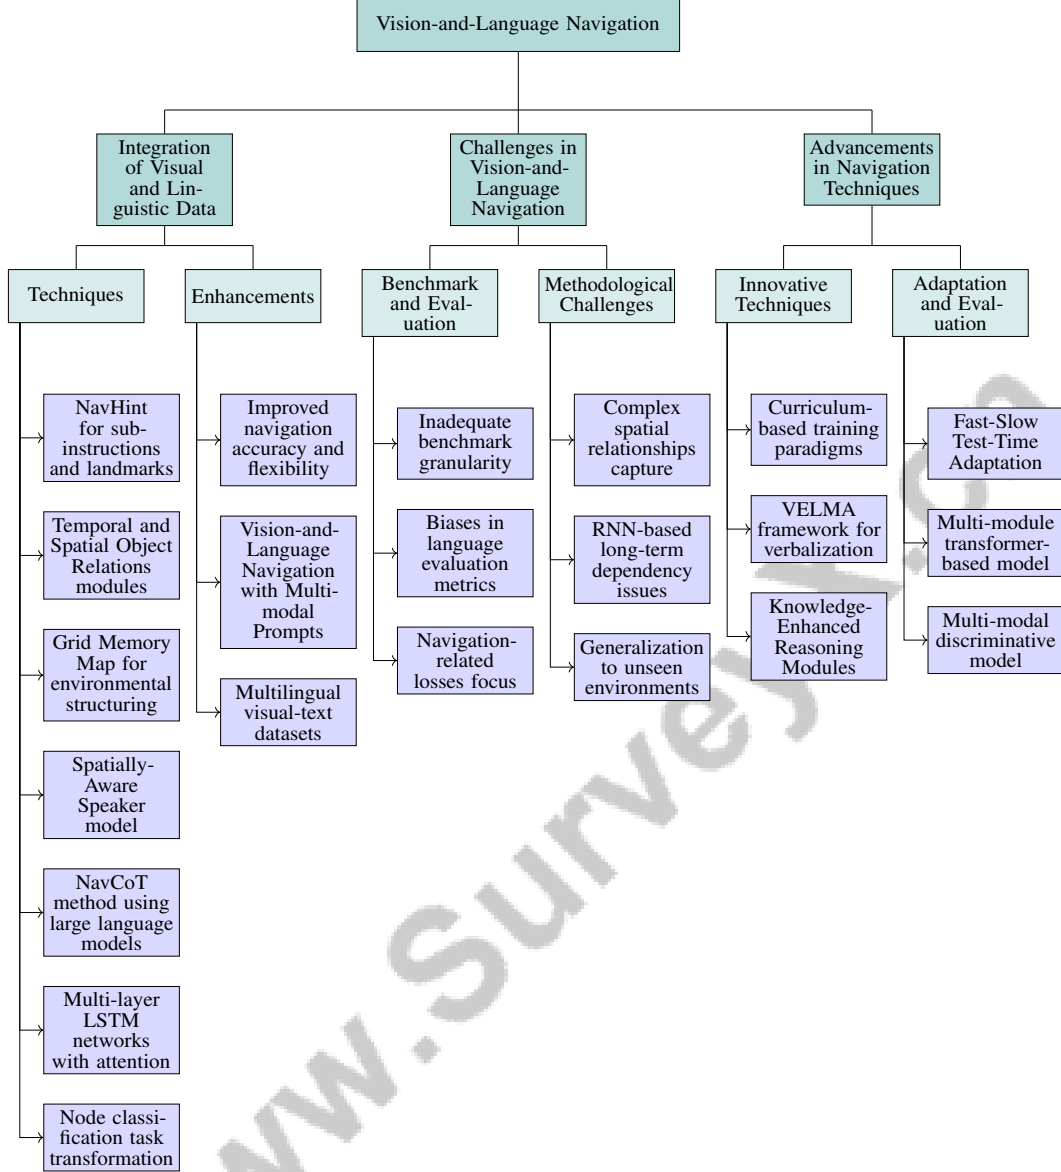 Vision-and-Language Navigation
Integration
of Visual
and Lin-
guistic Data
Challenges in
Vision-and-
Language
Navigation
Advancements
in Navigation
Techniques
Techniques
Enhancements
Benchmark
and Eval-
uation
Methodological
Challenges
Innovative
Techniques
Adaptation
and Eval-
uation
NavHint
for sub-
instructions
and landmarks
Temporal and
Spatial Object
Relations
modules
Grid Memory
Map for
environmental
structuring
Spatially-
Aware
Speaker
model
NavCoT
method using
large language
models
Multi-layer
LSTM
networks
with attention
Node classi-
fication task
transformation
Improved
navigation
accuracy and
flexibility
Vision-and-
Language
Navigation
with Multi-
modal
Prompts
Multilingual
visual-text
datasets
Inadequate
benchmark
granularity
Biases in
language
evaluation
metrics
Navigation-
related
losses focus
Complex
spatial
relationships
capture
RNN-based
long-term
dependency
issues
Generalization
to unseen
environments
Curriculum-
based training
paradigms
VELMA
framework for
verbalization
Knowledge-
Enhanced
Reasoning
Modules
Fast-Slow
Test-Time
Adaptation
Multi-module
transformer-
based model
Multi-modal
discriminative
model